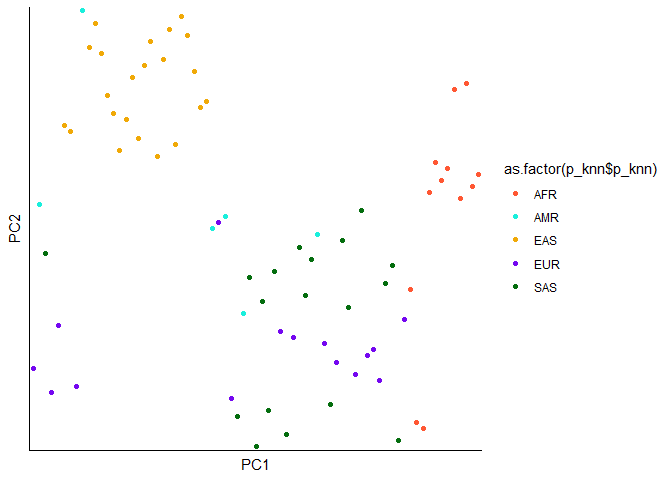 PC2
PC1
as.factor(p_knn$p_knn)
AFR
AMR
EAS
EUR
SAS